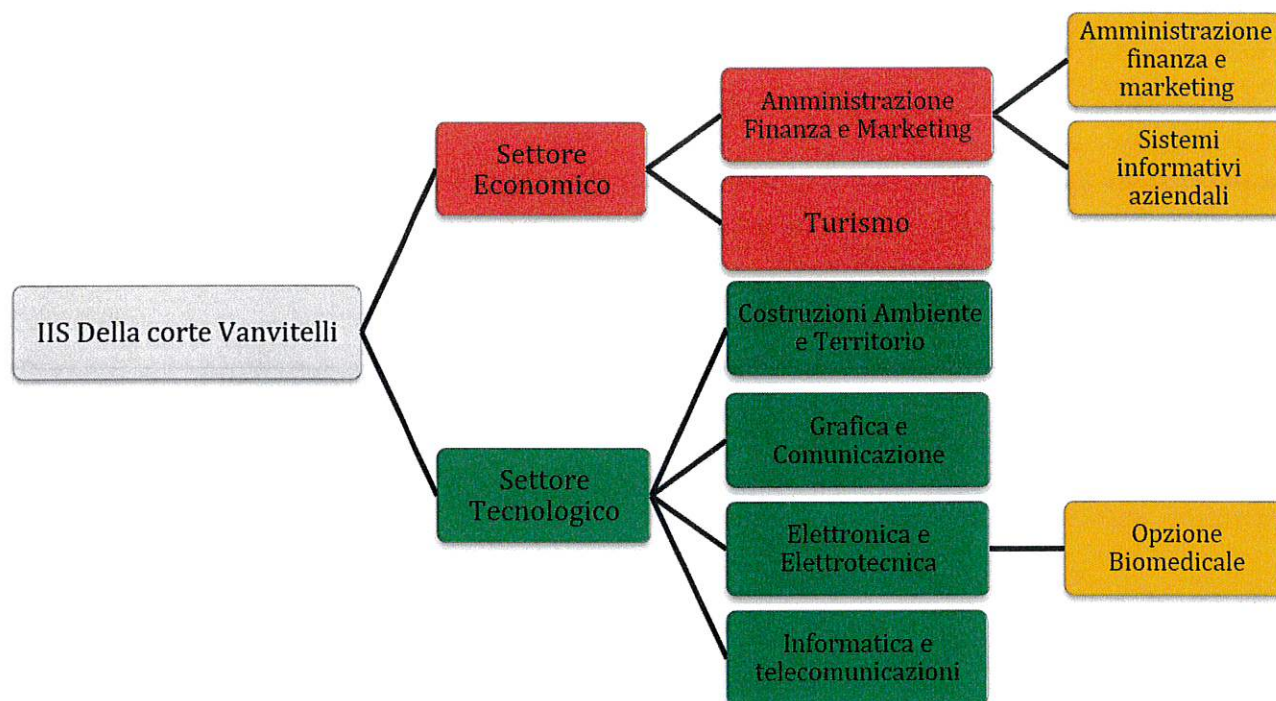 IIS Della corte Vanvitelli
Settore
Economico
Amministrazione
Finanza e Marketing
Amministrazione
finanza e
marketing
Sistemi
informativi
aziendali
Turismo
Settore
Tecnologico
Costruzioni Ambiente
e Territorio
Grafica e
Comunicazione
Elettronica e
Elettrotecnica
Opzione
Biomedicale
Informatica e
telecomunicazioni